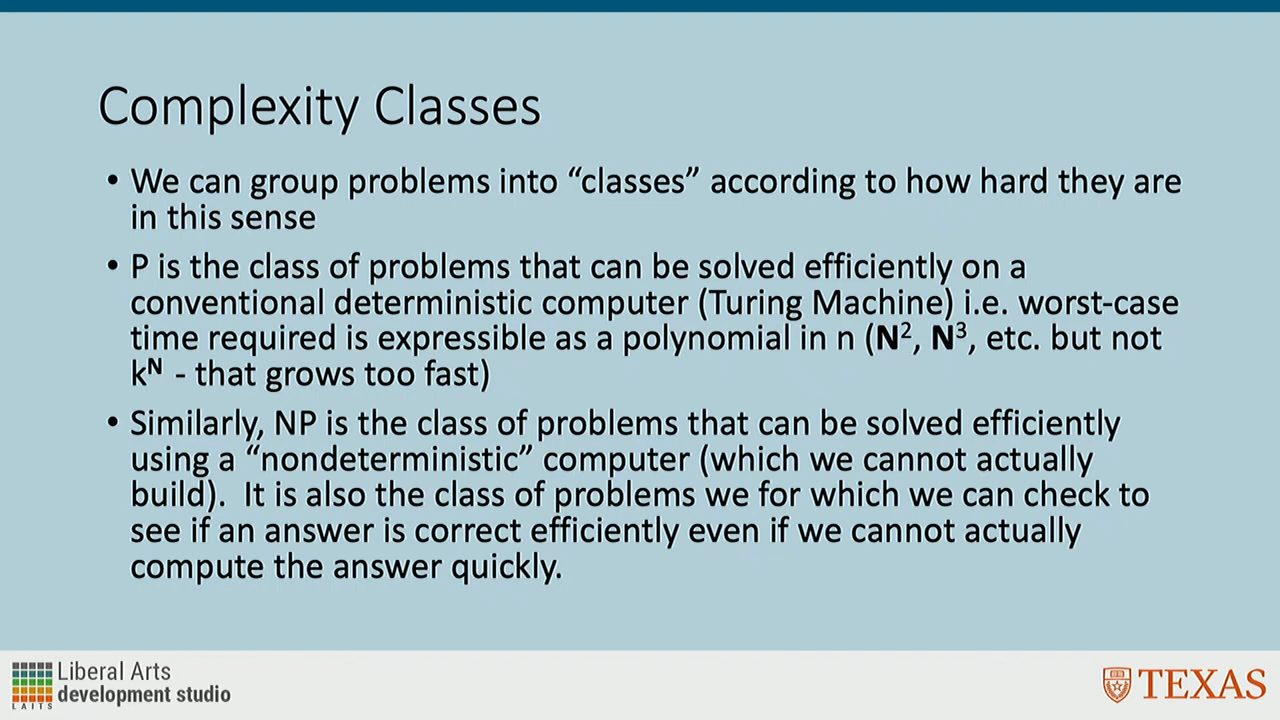 Complexity Classes
• We can group problems into “classes” according to how hard they are
in this sense
• P is the class of problems that can be solved efficiently on a
conventional deterministic computer (Turing Machine) i.e. worst-case
time required is expressible as a polynomial in n (N², N³, etc. but not
kᴺ - that grows too fast)
• Similarly, NP is the class of problems that can be solved efficiently
using a “nondeterministic” computer (which we cannot actually
build).  It is also the class of problems we for which we can check to
see if an answer is correct efficiently even if we cannot actually
compute the answer quickly.
Liberal Arts
development studio
LAITS
TEXAS